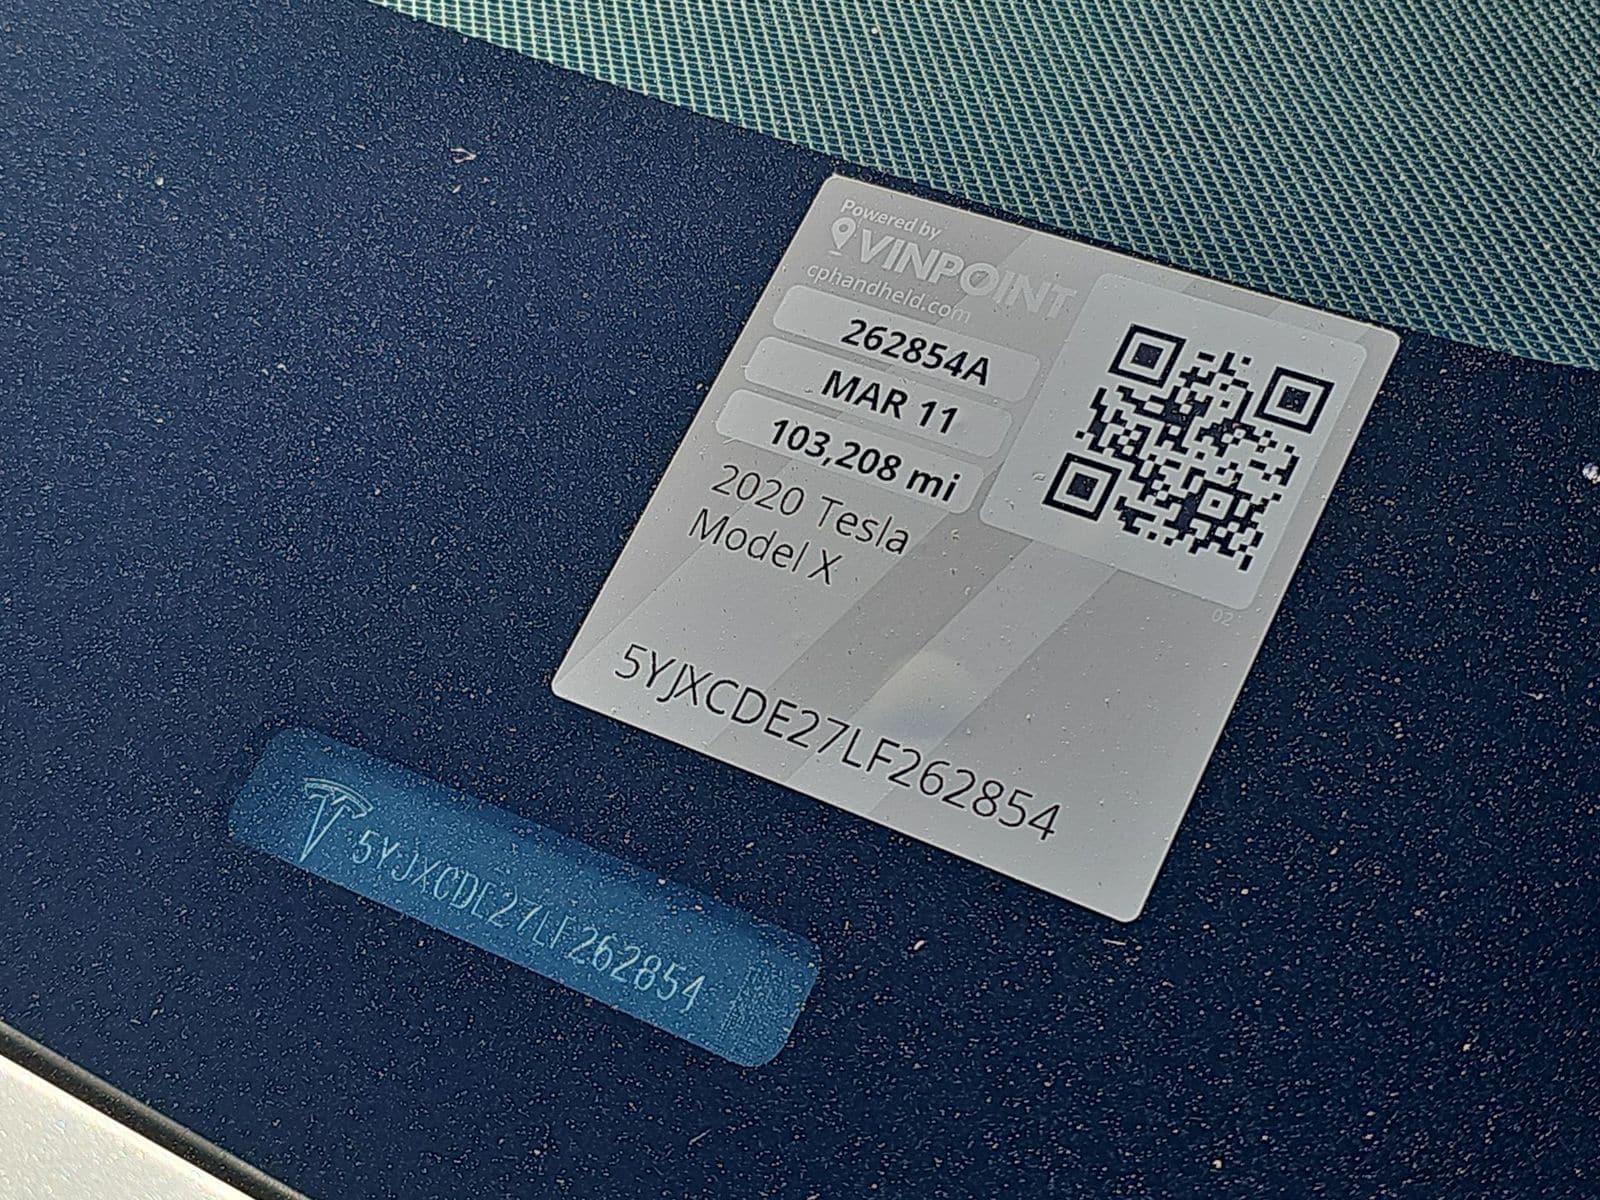 Powered by
VINPOINT
cphandheld.com
262854A
MAR 11
103,208 mi
2020 Tesla
Model X
02
5YJXCDE27LF262854
5YJXCDE27LF262854